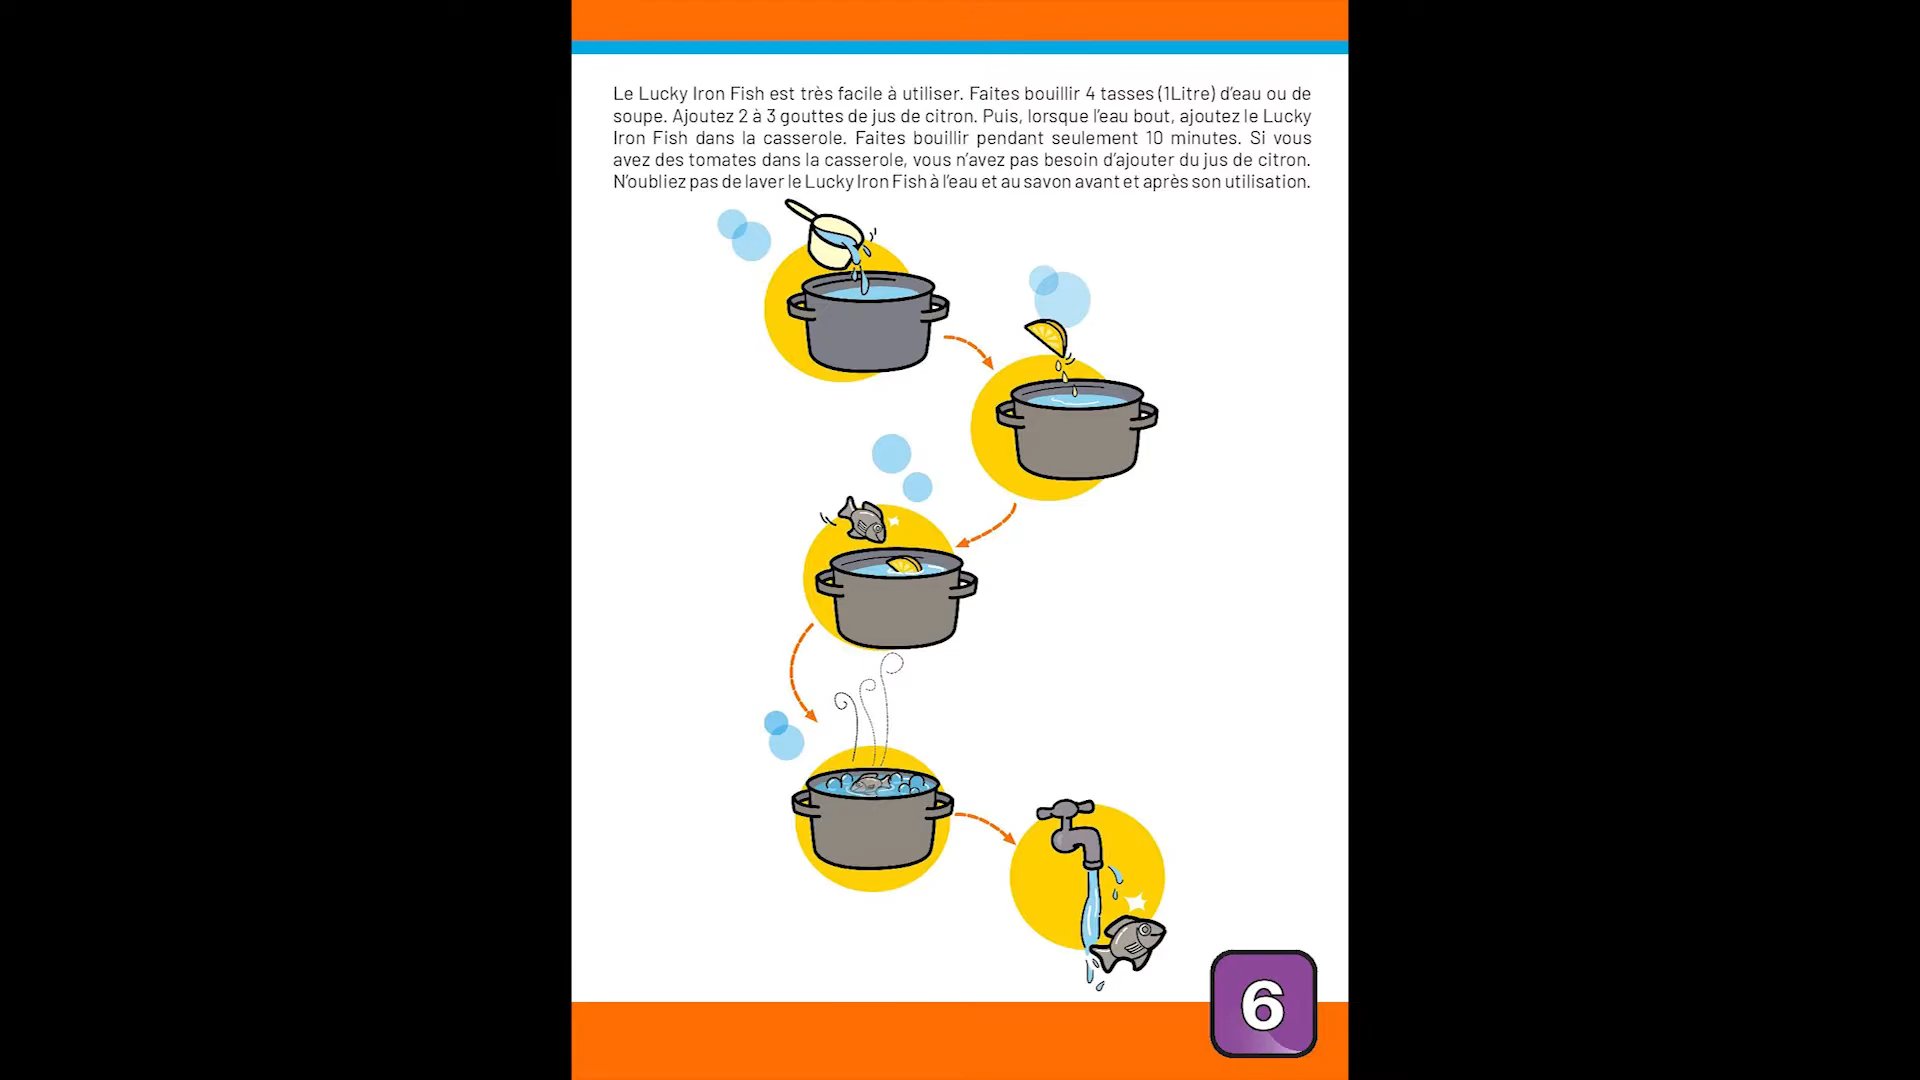 Le Lucky Iron Fish est très facile à utiliser. Faites bouillir 4 tasses (1Litre) d'eau ou de
soupe. Ajoutez 2 à 3 gouttes de jus de citron. Puis, lorsque l'eau bout, ajoutez le Lucky
Iron Fish dans la casserole. Faites bouillir pendant seulement 10 minutes. Si vous
avez des tomates dans la casserole, vous n'avez pas besoin d'ajouter du jus de citron.
N'oubliez pas de laver le Lucky Iron Fish à l'eau et au savon avant et après son utilisation.
6